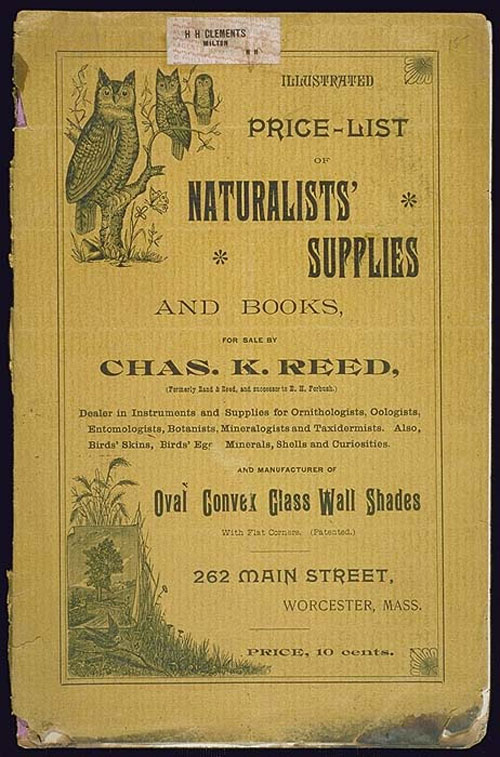 H H CLEMENTS
MILTON
N H
ILLUSTRATED
PRICE-LIST
OF
NATURALISTS'
SUPPLIES
AND BOOKS,
FOR SALE BY
CHAS. K. REED,
(Formerly Rand & Reed, and successor to E. H. Forbush.)
Dealer in Instruments and Supplies for Ornithologists, Oologists,
Entomologists, Botanists, Mineralogists and Taxidermists. Also,
Birds' Skins, Birds' Egg Minerals, Shells and Curiosities.
AND MANUFACTURER OF
Oval Convex Glass Wall Shades
With Flat Corners. (Patented.)
262 MAIN STREET,
WORCESTER, MASS.
PRICE, 10 cents.